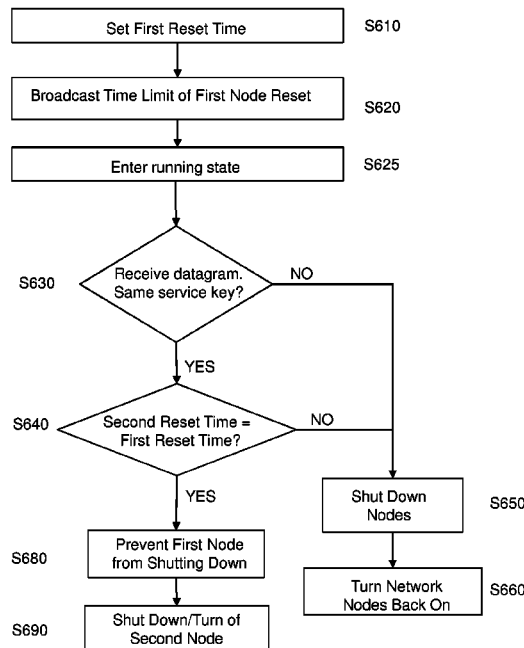 Set First Reset Time
S610
Broadcast Time Limit of First Node Reset
S620
Enter running state
S625
S630
Receive datagram.
Same service key?
NO
YES
S640
Second Reset Time =
First Reset Time?
NO
YES
Shut Down
Nodes
S650
S680
Prevent First Node
from Shutting Down
Turn Network
Nodes Back On
S660
S690
Shut Down/Turn of
Second Node